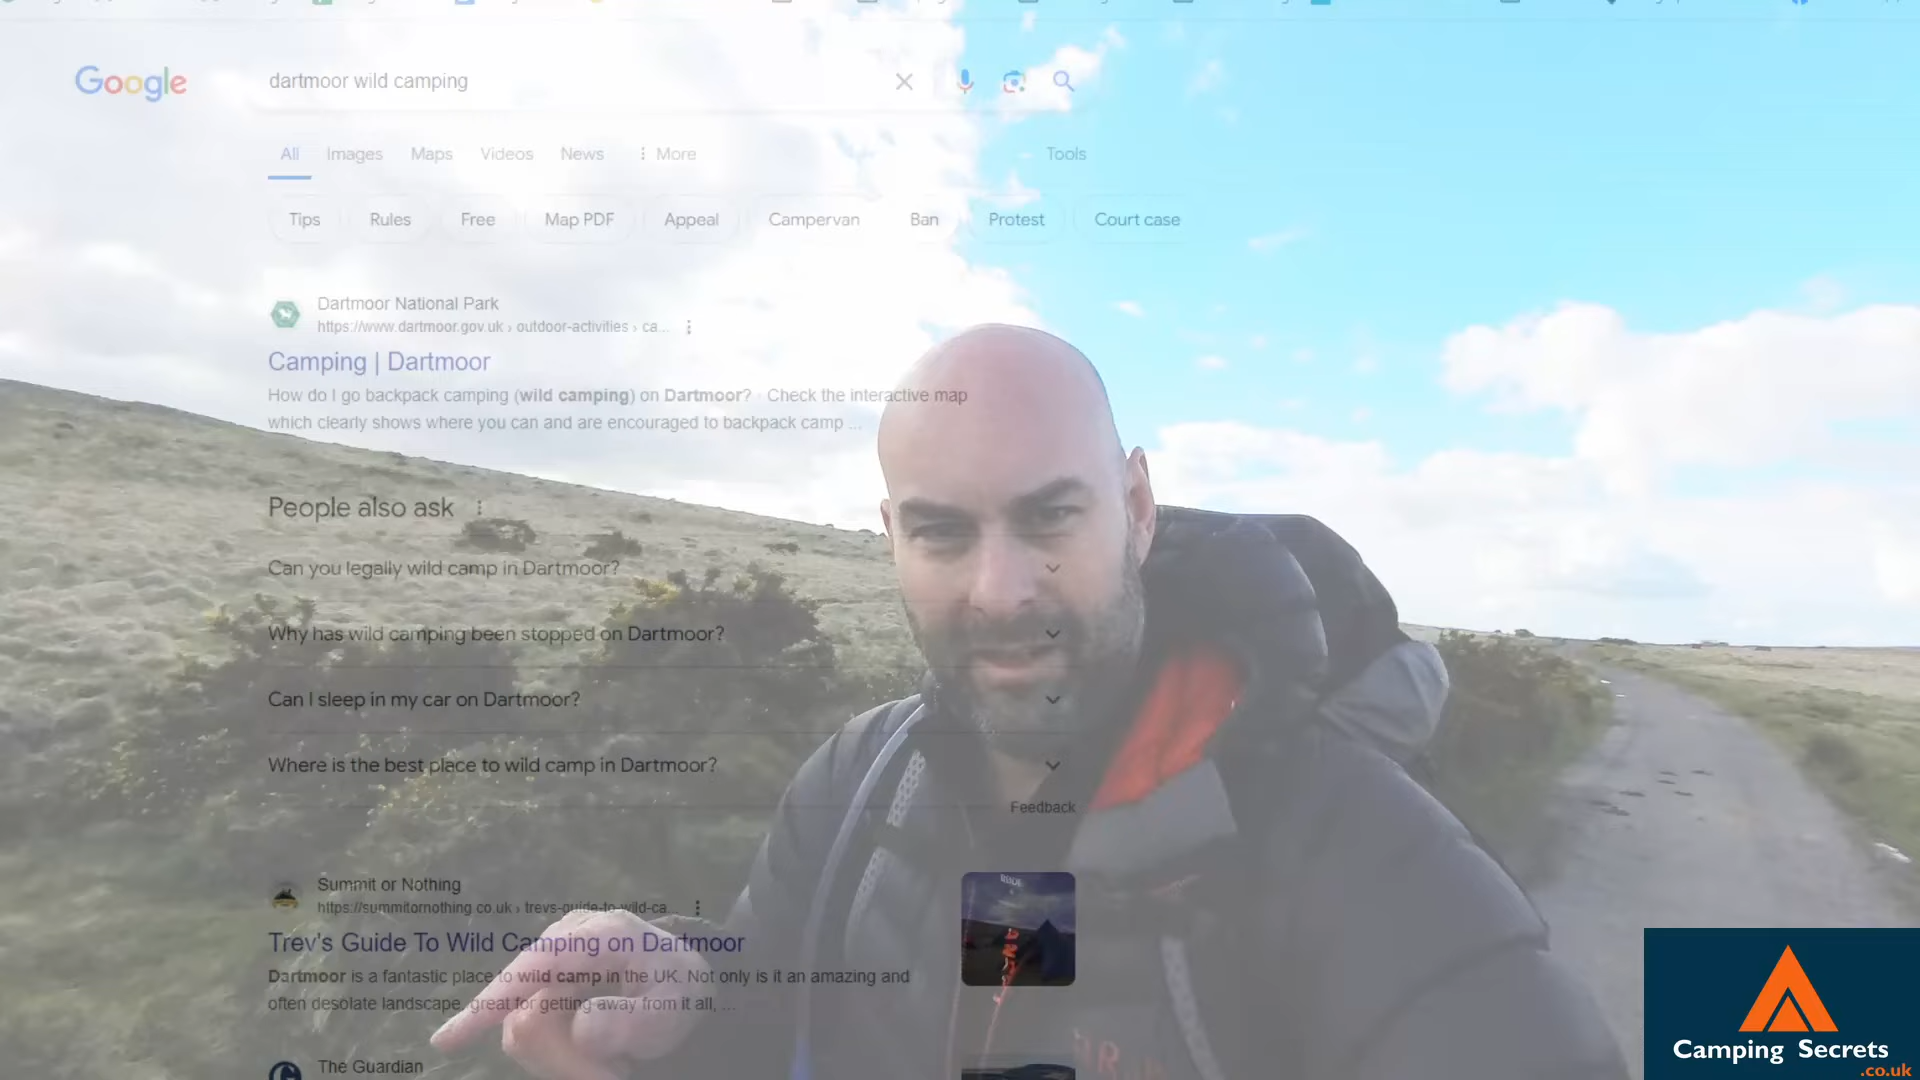 Google
dartmoor wild camping
All Images Maps Videos News More Tools
Tips Rules Free Map PDF Appeal Campervan Ban Protest Court case
Dartmoor National Park
https://www.dartmoor.gov.uk › outdoor-activities › ca...
Camping | Dartmoor
How do I go backpack camping (wild camping) on Dartmoor? · Check the interactive map
which clearly shows where you can and are encouraged to backpack camp ...
People also ask
Can you legally wild camp in Dartmoor?
Why has wild camping been stopped on Dartmoor?
Can I sleep in my car on Dartmoor?
Where is the best place to wild camp in Dartmoor?
Feedback
Summit or Nothing
https://summitornothing.co.uk › trevs-guide-to-wild-ca...
Trev's Guide To Wild Camping on Dartmoor
Dartmoor is a fantastic place to wild camp in the UK. Not only is it an amazing and
often desolate landscape, great for getting away from it all, ...
The Guardian
Camping Secrets
.co.uk